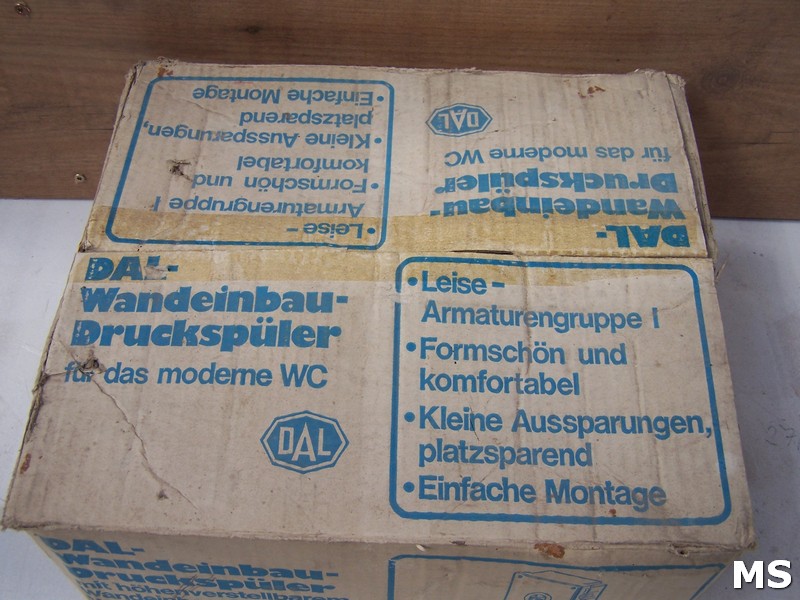 • Leise –
Armaturengruppe I
• Formschön und
komfortabel
• Kleine Aussparungen,
platzsparend
• Einfache Montage
DAL-
Wandeinbau-
Druckspüler
für das moderne WC
DAL
DAL-
Wandeinbau-
Druckspüler
für das moderne WC
DAL
• Leise –
Armaturengruppe I
• Formschön und
komfortabel
• Kleine Aussparungen,
platzsparend
• Einfache Montage
DAL-
Wandeinbau-
Druckspüler
mit höhenverstellbarem
MS